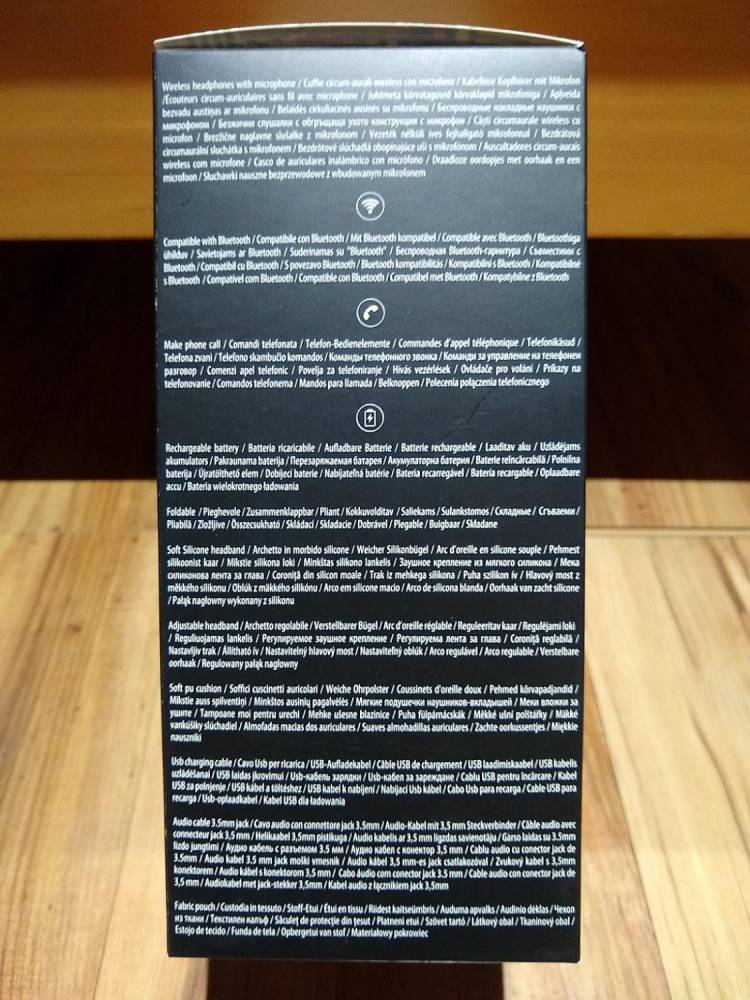 Wireless headphones with microphone / Cuffie circum-aurali wireless con microfono / Kabellose Kopfhörer mit Mikrofon
/Écouteurs circum-auriculaires sans fil avec microphone / Juhtmeta kõrvatagused kõrvaklapid mikrofoniga / Aptveida
bezvadu austiņas ar mikrofonu / Belaidės cirkuliacinės ausinės su mikrofonu / Беспроводные накладные наушники с
микрофоном / Безжични слушалки с обгръщаща ухото конструкция с микрофон / Căști circumaurale wireless cu
microfon / Brezžične naglavne slušalke z mikrofonom / Vezeték nélküli íves fejhallgató mikrofonnal / Bezdrátová
circumaurální sluchátka s mikrofonem / Bezdrôtové slúchadlá obopínajúce uši s mikrofónom / Auscultadores circum-aurais
wireless com microfone / Casco de auriculares inalámbrico con micrófono / Draadloze oordopjes met oorhaak en een
microfoon / Słuchawki nauszne bezprzewodowe z wbudowanym mikrofonem
Compatible with Bluetooth / Compatibile con Bluetooth / Mit Bluetooth kompatibel / Compatible avec Bluetooth / Bluetoothiga
ühilduv / Savietojams ar Bluetooth / Suderinamas su "Bluetooth" / Беспроводная Bluetooth-гарнитура / Съвместими с
Bluetooth / Compatibil cu Bluetooth / S povezavo Bluetooth / Bluetooth kompatibilitás / Kompatibilní s Bluetooth / Kompatibilné
s Bluetooth / Compatível com Bluetooth / Compatible con Bluetooth / Compatibel met Bluetooth / Kompatybilne z Bluetooth
Make phone call / Comandi telefonata / Telefon-Bedienelemente / Commandes d'appel téléphonique / Telefonikäsud /
Telefona zvani / Telefono skambučio komandos / Команды телефонного звонка / Команди за управление на телефонен
разговор / Comenzi apel telefonic / Povelja za telefoniranje / Hívás vezérlések / Ovládače pro volání / Príkazy na
telefonovanie / Comandos telefonema / Mandos para llamada / Belknoppen / Polecenia połączenia telefonicznego
Rechargeable battery / Batteria ricaricabile / Aufladbare Batterie / Batterie rechargeable / Laaditav aku / Uzlādējams
akumulators / Pakraunama baterija / Перезаряжаемая батарея / Акумулаторна батерия / Baterie reîncărcabilă / Polnilna
baterija / Újratölthető elem / Dobíjecí baterie / Nabíjateľná batérie / Bateria recarregável / Batería recargable / Oplaadbare
accu / Bateria wielokrotnego ładowania
Foldable / Pieghevole / Zusammenklappbar / Pliant / Kokkuvolditav / Saliekams / Sulankstomos / Складные / Сгъваеми /
Pliabilă / Zložljive / Összecsukható / Skládací / Skladacie / Dobrável / Plegable / Buigbaar / Składane
Soft Silicone headband / Archetto in morbido silicone / Weicher Silikonbügel / Arc d'oreille en silicone souple / Pehmest
silikoonist kaar / Mīkstie silikona loki / Minkštas silikono lankelis / Заушное крепление из мягкого силикона / Мека
силиконова лента за глава / Coroniță din silicon moale / Trak iz mehkega silikona / Puha szilikon ív / Hlavový most z
měkkého silikonu / Oblúk z mäkkého silikónu / Arco em silicone macio / Arco de silicona blanda / Oorhaak van zacht silicone
/ Pałąk nagłowny wykonany z silikonu
Adjustable headband / Archetto regolabile / Verstellbarer Bügel / Arc d'oreille réglable / Reguleeritav kaar / Regulējami loki
/ Reguliuojamas lankelis / Регулируемое заушное крепление / Регулируема лента за глава / Coroniță reglabilă /
Nastavljiv trak / Állítható ív / Nastavitelný hlavový most / Nastaviteľný oblúk / Arco regulável / Arco regulable / Verstelbare
oorhaak / Regulowany pałąk nagłowny
Soft pu cushion / Soffici cuscinetti auricolari / Weiche Ohrpolster / Coussinets d'oreille doux / Pehmed kõrvapadjandid /
Mīkstie auss spilventiņi / Minkštos ausinių pagalvėlės / Мягкие подушечки наушников-вкладышей / Меки вложки за
ушите / Tampoane moi pentru urechi / Mehke ušesne blazinice / Puha fülpárnácskák / Měkké ušní polštářky / Mäkké
vankúšiky slúchadiel / Almofadas macias dos auriculares / Suaves almohadillas auriculares / Zachte oorkussentjes / Miękkie
nauszniki
Usb charging cable / Cavo Usb per ricarica / USB-Aufladekabel / Câble USB de chargement / USB laadimiskaabel / USB kabelis
uzlādēšanai / USB laidas įkrovimui / Usb-кабель зарядки / Usb-кабел за зареждане / Cablu USB pentru încărcare / Kabel
USB za polnjenje / USB kábel a töltéshez / USB kabel k nabíjení / Nabíjací Usb kábel / Cabo Usb para recarga / Cable USB para
recarga / Usb-oplaadkabel / Kabel USB dla ładowania
Audio cable 3.5mm jack / Cavo audio con connettore jack 3.5mm / Audio-Kabel mit 3,5 mm Steckverbinder / Câble audio avec
connecteur jack 3,5 mm / Helikaabel 3,5mm pistikuga / Audio kabelis ar 3,5 mm ligzdas savienotāju / Garso laidas su 3.5mm
lizdo jungtimi / Аудио кабель с разъемом 3.5 мм / Аудио кабел с конектор 3,5 mm / Cablu audio cu conector jack de
3.5mm / Audio kabel 3,5 mm jack moški vmesnik / Audio kábel 3,5 mm-es jack csatlakozóval / Zvukový kabel s 3,5mm
konektorem / Audio kábel s konektorom 3,5 mm / Cabo áudio com conector jack 3.5mm / Cable audio con conector jack de
3,5 mm / Audiokabel met jack-stekker 3,5mm / Kabel audio z łącznikiem jack 3,5mm
Fabric pouch / Custodia in tessuto / Stoff-Etui / Étui en tissu / Riidest kaitseümbris / Auduma apvalks / Audinio dėklas / Чехол
из ткани / Текстилен калъф / Săculeț de protecție din țesut / Platneni etui / Szövet tartó / Látkový obal / Tkaninový obal /
Estojo de tecido / Funda de tela / Opbergetui van stof / Materiałowy pokrowiec